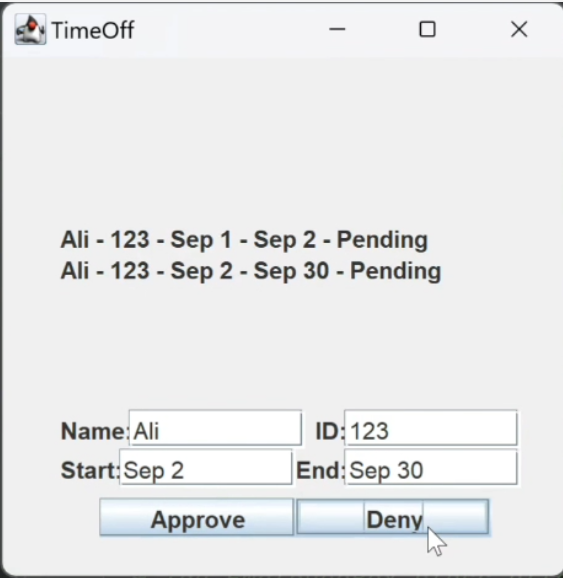 TimeOff
Ali - 123 - Sep 1 - Sep 2 - Pending
Ali - 123 - Sep 2 - Sep 30 - Pending
Name: Ali ID: 123
Start: Sep 2 End: Sep 30
Approve Deny